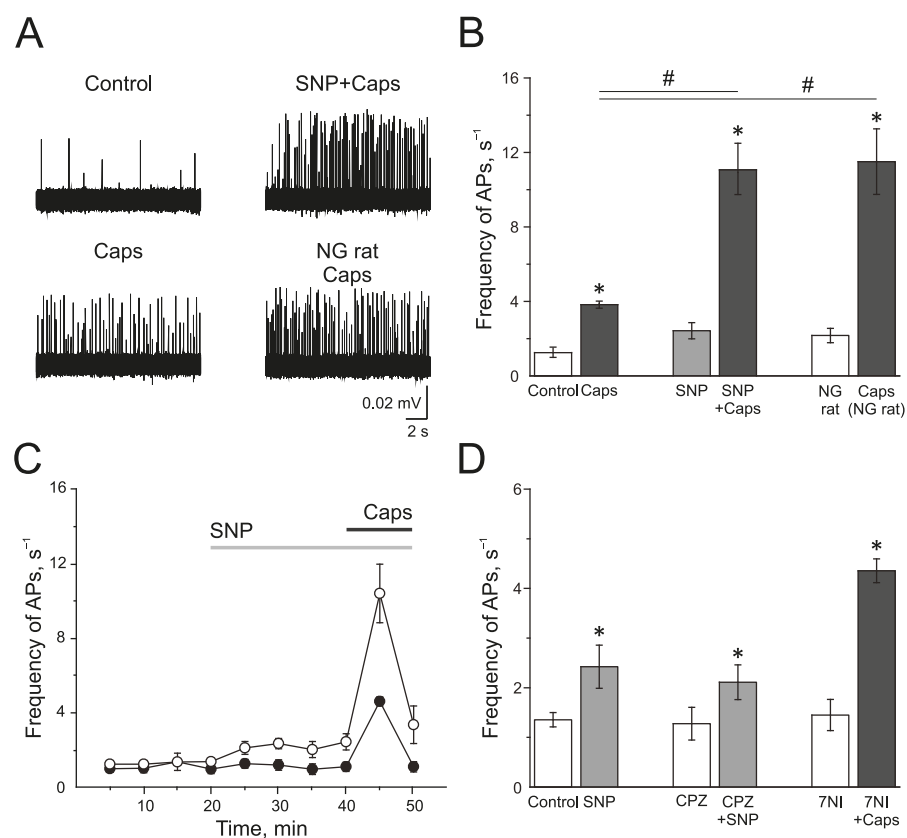 A
Control
SNP+Caps
Caps
NG rat
Caps
0.02 mV
2 s
B
Frequency of APs, s⁻¹
16
12
8
4
0
#
#
*
*
*
Control Caps
SNP
SNP
+Caps
NG
rat
Caps
(NG rat)
C
Frequency of APs, s⁻¹
16
12
8
4
0
SNP
Caps
10
20
30
40
50
Time, min
D
Frequency of APs, s⁻¹
6
4
2
0
*
*
*
Control SNP
CPZ
CPZ
+SNP
7NI
7NI
+Caps